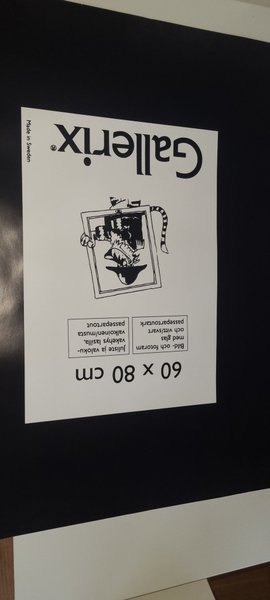 60 x 80 cm
Bild- och fotoram
med glas
och vitt/svart
passepartoutark
Juliste ja valoku-
vakehys lasilla,
valkoinen/musta
passepartout
Gallerix®
Made in Sweden